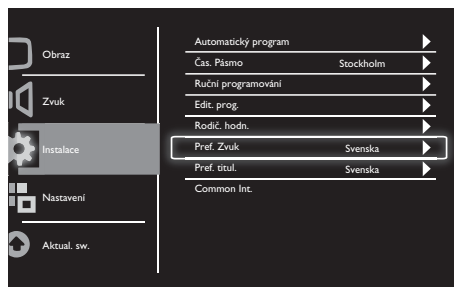 Obraz
Zvuk
Instalace
Nastavení
Aktual. sw.
Automatický program
Čas. Pásmo Stockholm
Ruční programování
Edit. prog.
Rodič. hodn.
Pref. Zvuk Svenska
Pref. titul. Svenska
Common Int.